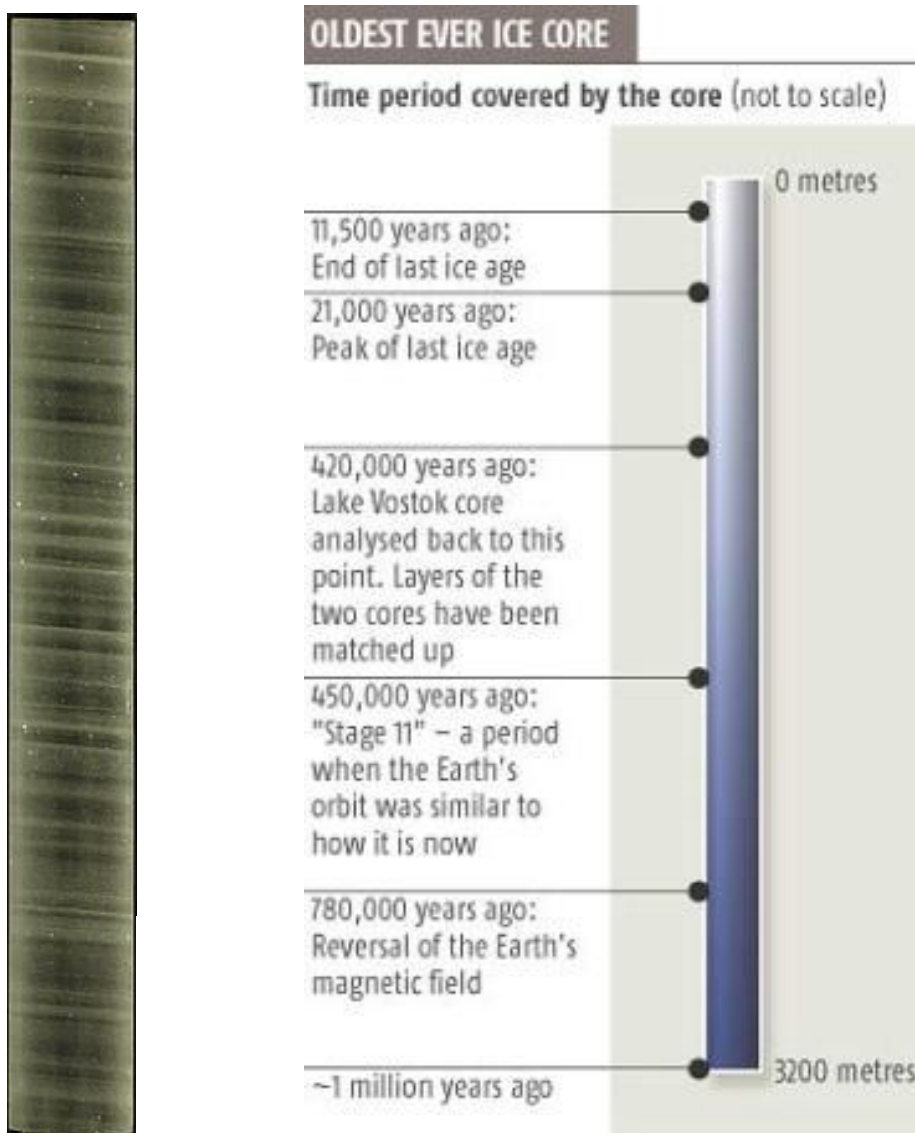 OLDEST EVER ICE CORE
Time period covered by the core (not to scale)
0 metres
11,500 years ago:
End of last ice age
21,000 years ago:
Peak of last ice age
420,000 years ago:
Lake Vostok core
analysed back to this
point. Layers of the
two cores have been
matched up
450,000 years ago:
"Stage 11" – a period
when the Earth's
orbit was similar to
how it is now
780,000 years ago:
Reversal of the Earth's
magnetic field
~1 million years ago
3200 metres